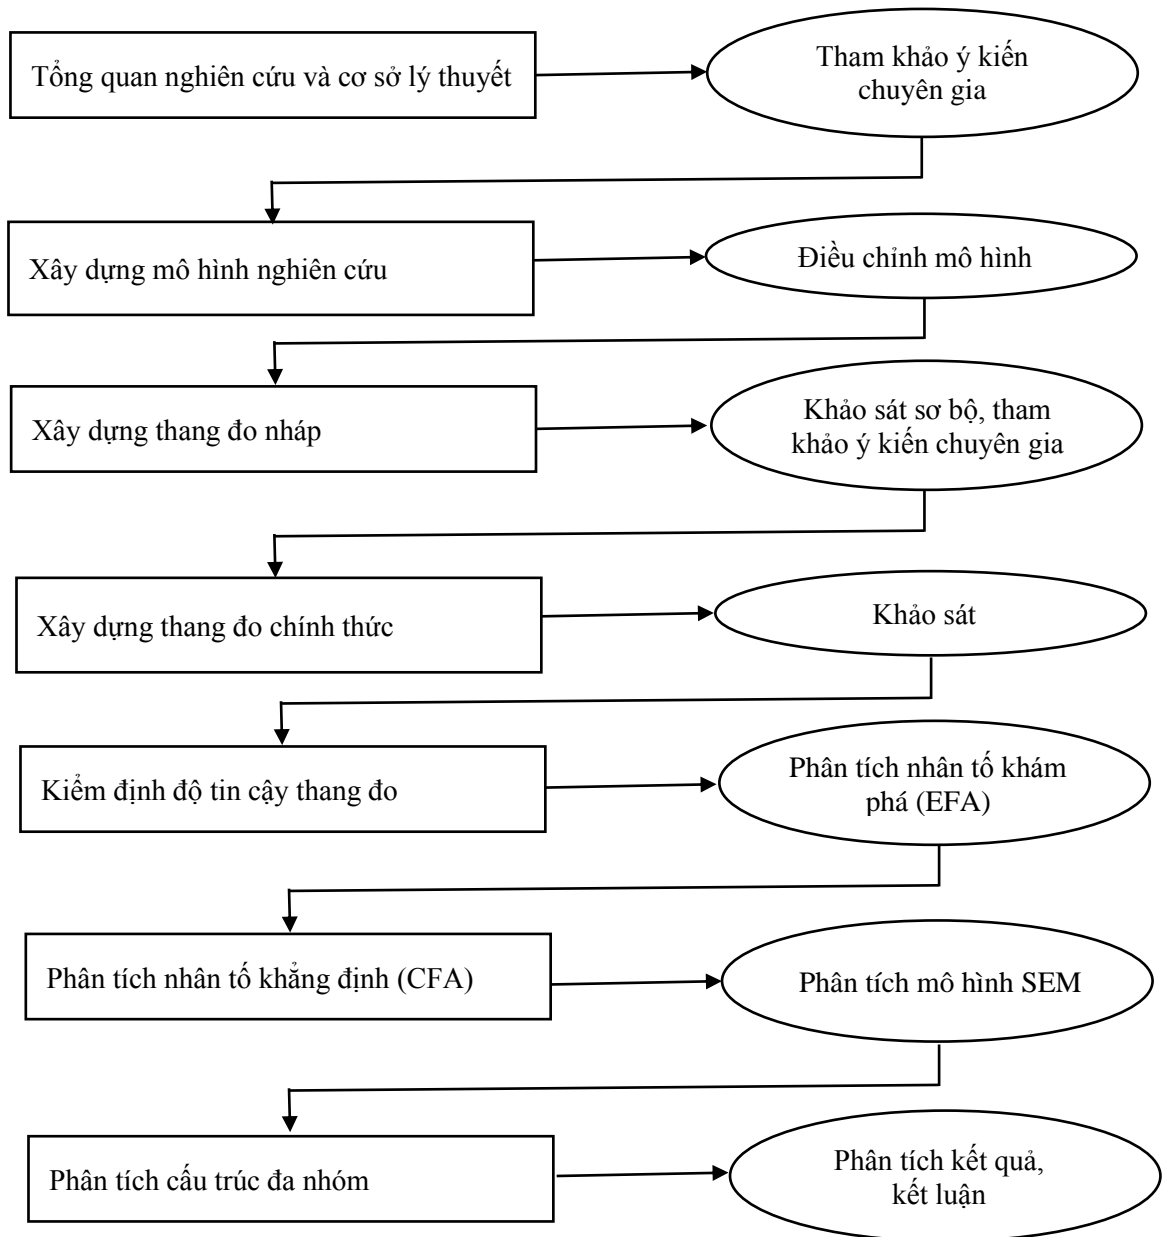 Tổng quan nghiên cứu và cơ sở lý thuyết
Tham khảo ý kiến
chuyên gia
Xây dựng mô hình nghiên cứu
Điều chỉnh mô hình
Xây dựng thang đo nháp
Khảo sát sơ bộ, tham
khảo ý kiến chuyên gia
Xây dựng thang đo chính thức
Khảo sát
Kiểm định độ tin cậy thang đo
Phân tích nhân tố khám
phá (EFA)
Phân tích nhân tố khẳng định (CFA)
Phân tích mô hình SEM
Phân tích cấu trúc đa nhóm
Phân tích kết quả,
kết luận